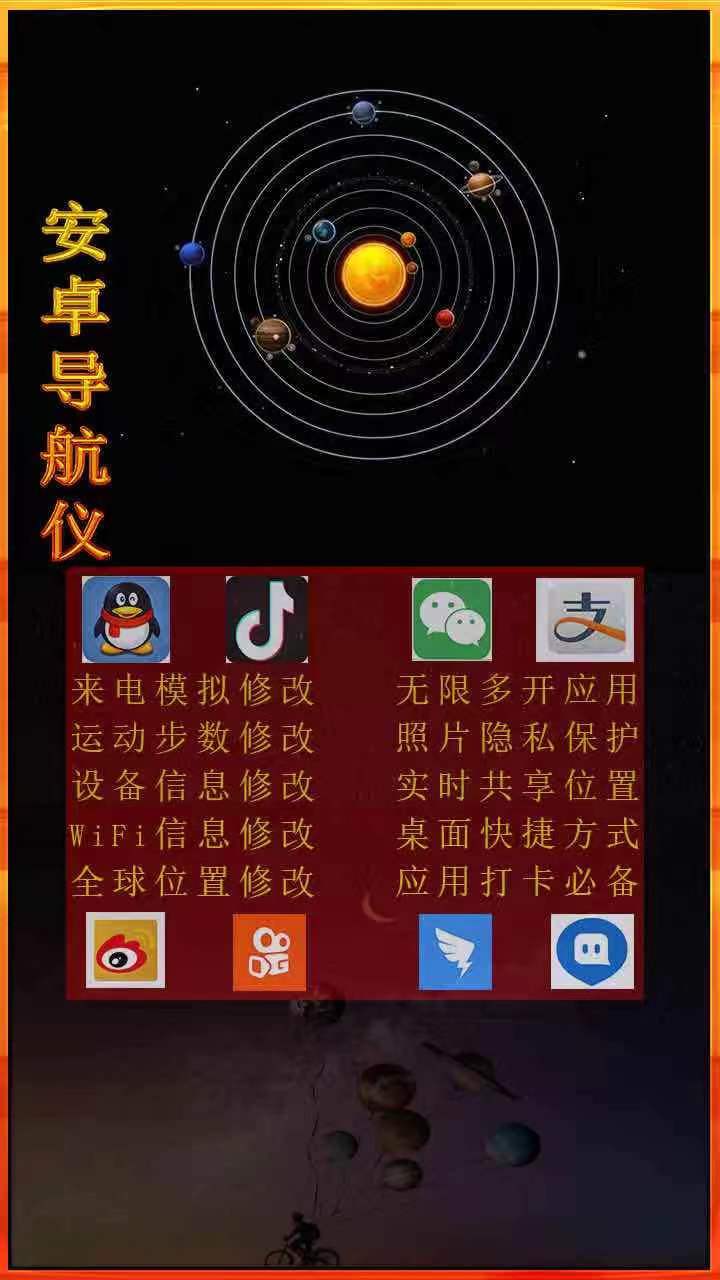 安卓导航仪
支
来电模拟修改
无限多开应用
运动步数修改
照片隐私保护
设备信息修改
实时共享位置
WiFi信息修改
桌面快捷方式
全球位置修改
应用打卡必备